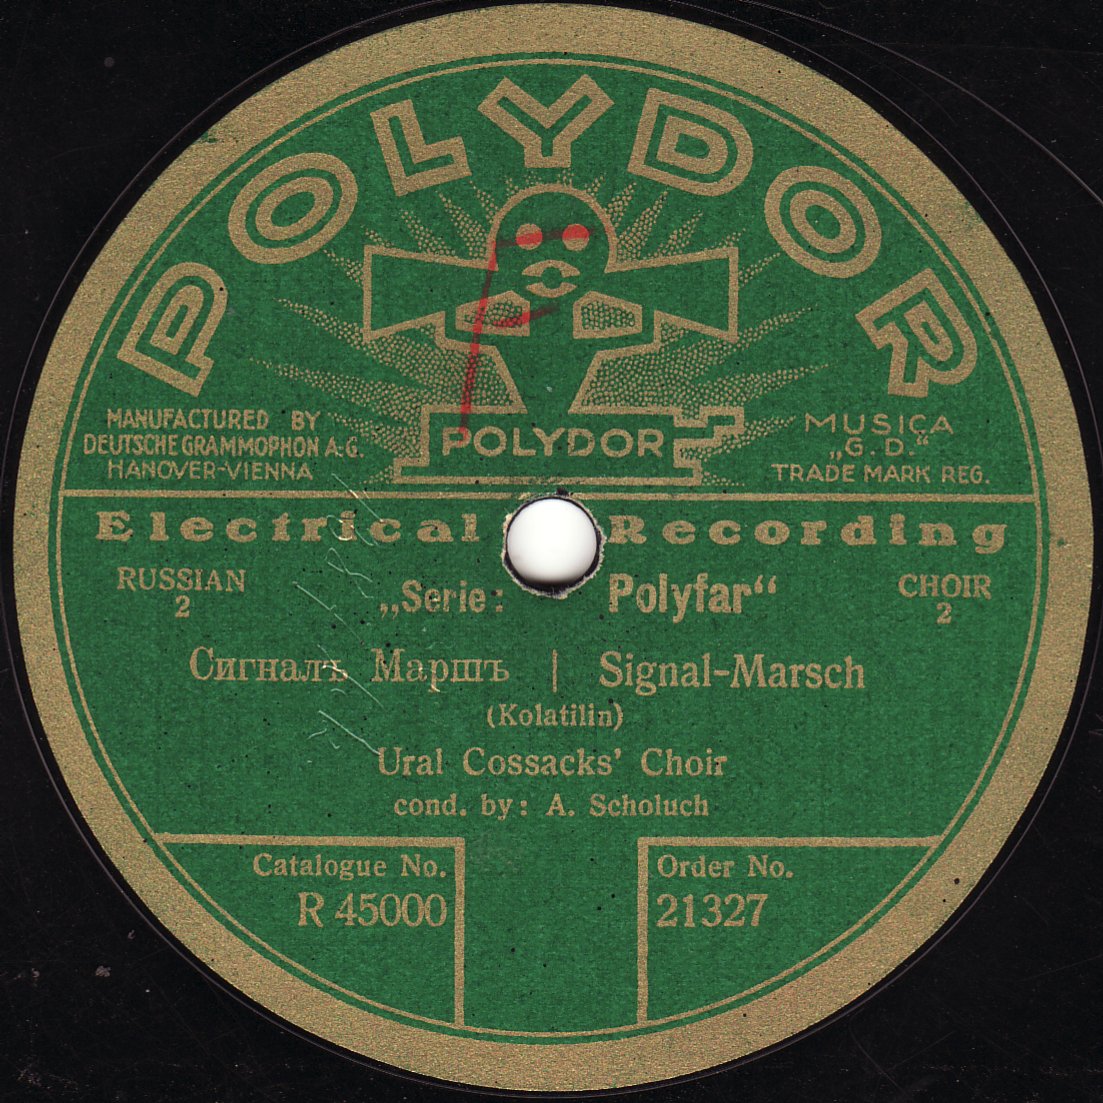 POLYDOR
POLYDOR
MANUFACTURED BY
DEUTSCHE GRAMMOPHON A.-G.
HANOVER-VIENNA
MUSICA
„G. D.“
TRADE MARK REG.
Electrical Recording
RUSSIAN
2
„Serie: Polyfar“
CHOIR
2
Сигналъ Маршъ | Signal-Marsch
(Kolatilin)
Ural Cossacks' Choir
cond. by: A. Scholuch
Catalogue No.
R 45000
Order No.
21327